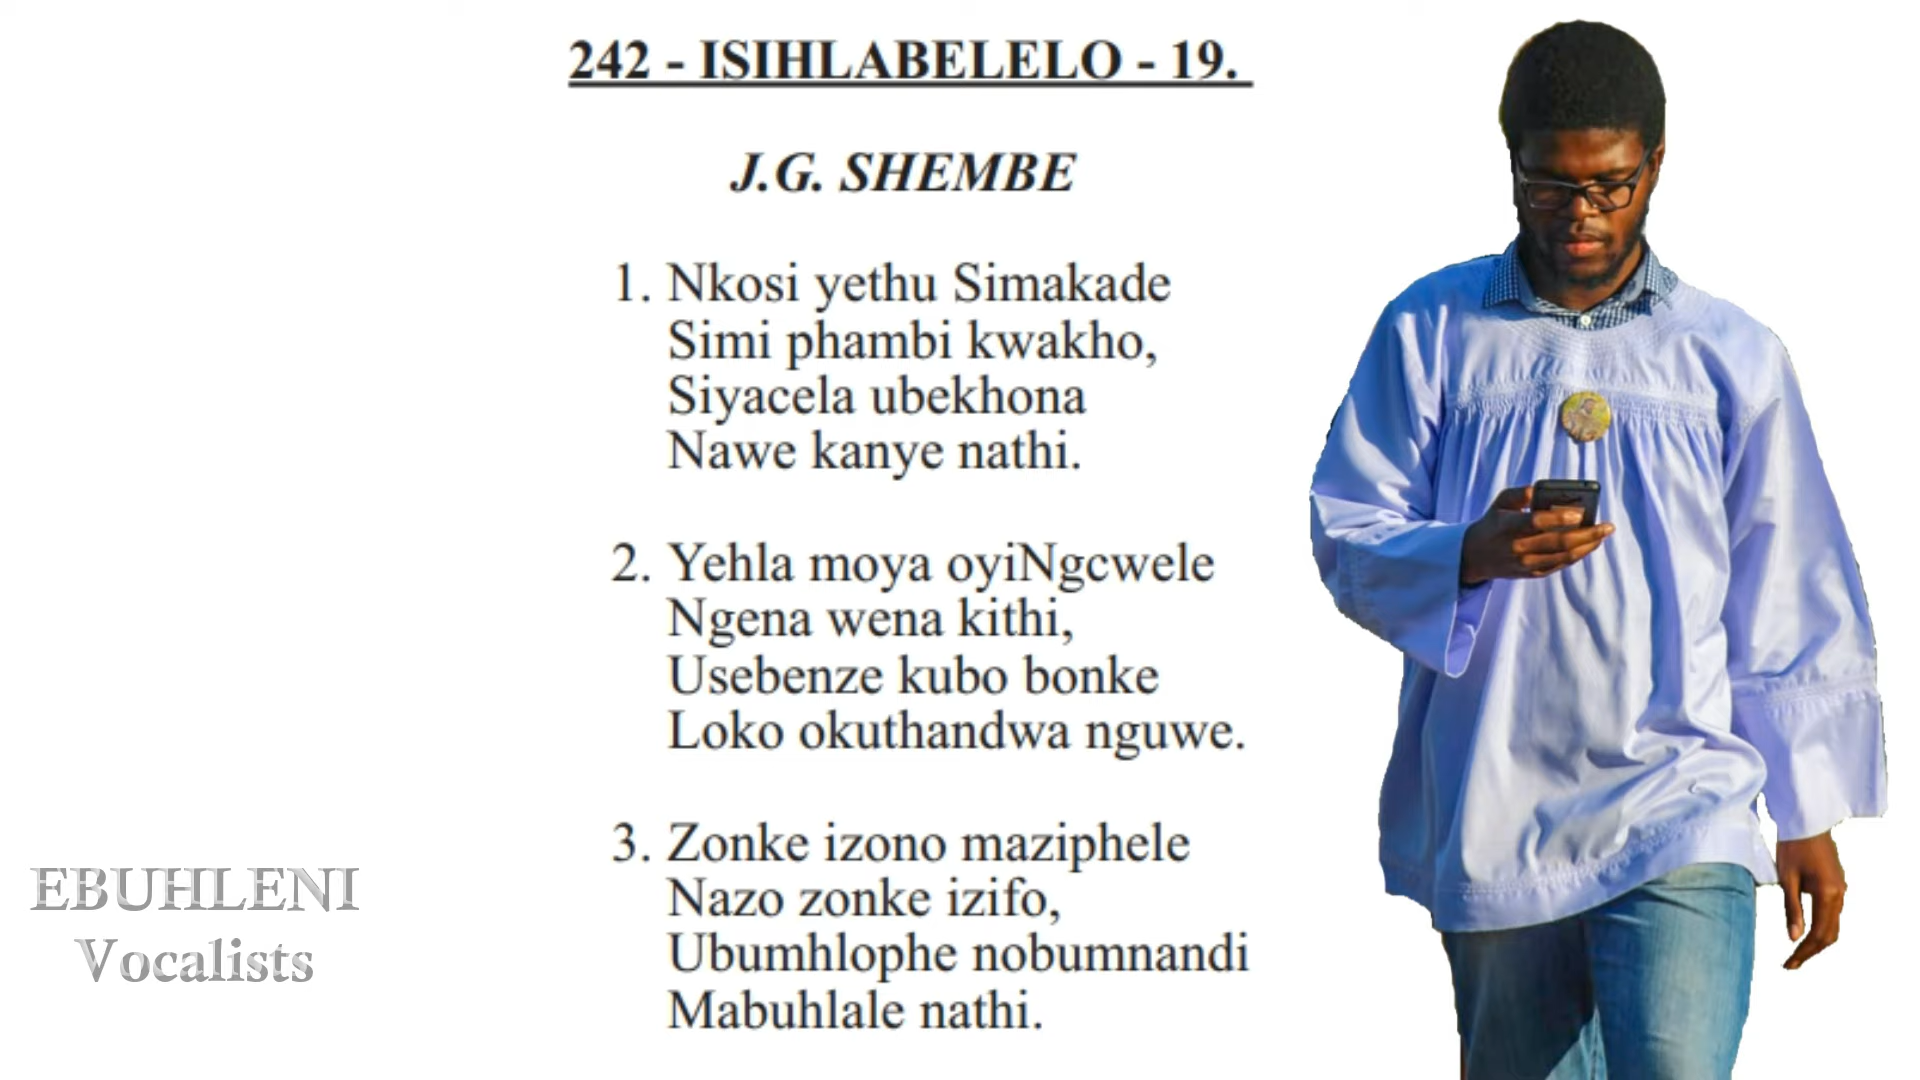 242 - ISIHLABELELO - 19.
J.G. SHEMBE
1. Nkosi yethu Simakade
Simi phambi kwakho,
Siyacela ubekhona
Nawe kanye nathi.
2. Yehla moya oyiNgcwele
Ngena wena kithi,
Usebenze kubo bonke
Loko okuthandwa nguwe.
3. Zonke izono maziphele
Nazo zonke izifo,
Ubumhlophe nobumnandi
Mabuhlale nathi.
EBUHLENI
Vocalists